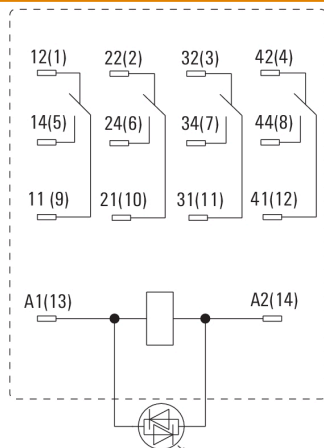 12(1) 22(2) 32(3) 42(4)
14(5) 24(6) 34(7) 44(8)
11 (9) 21(10) 31(11) 41(12)
A1(13) A2(14)